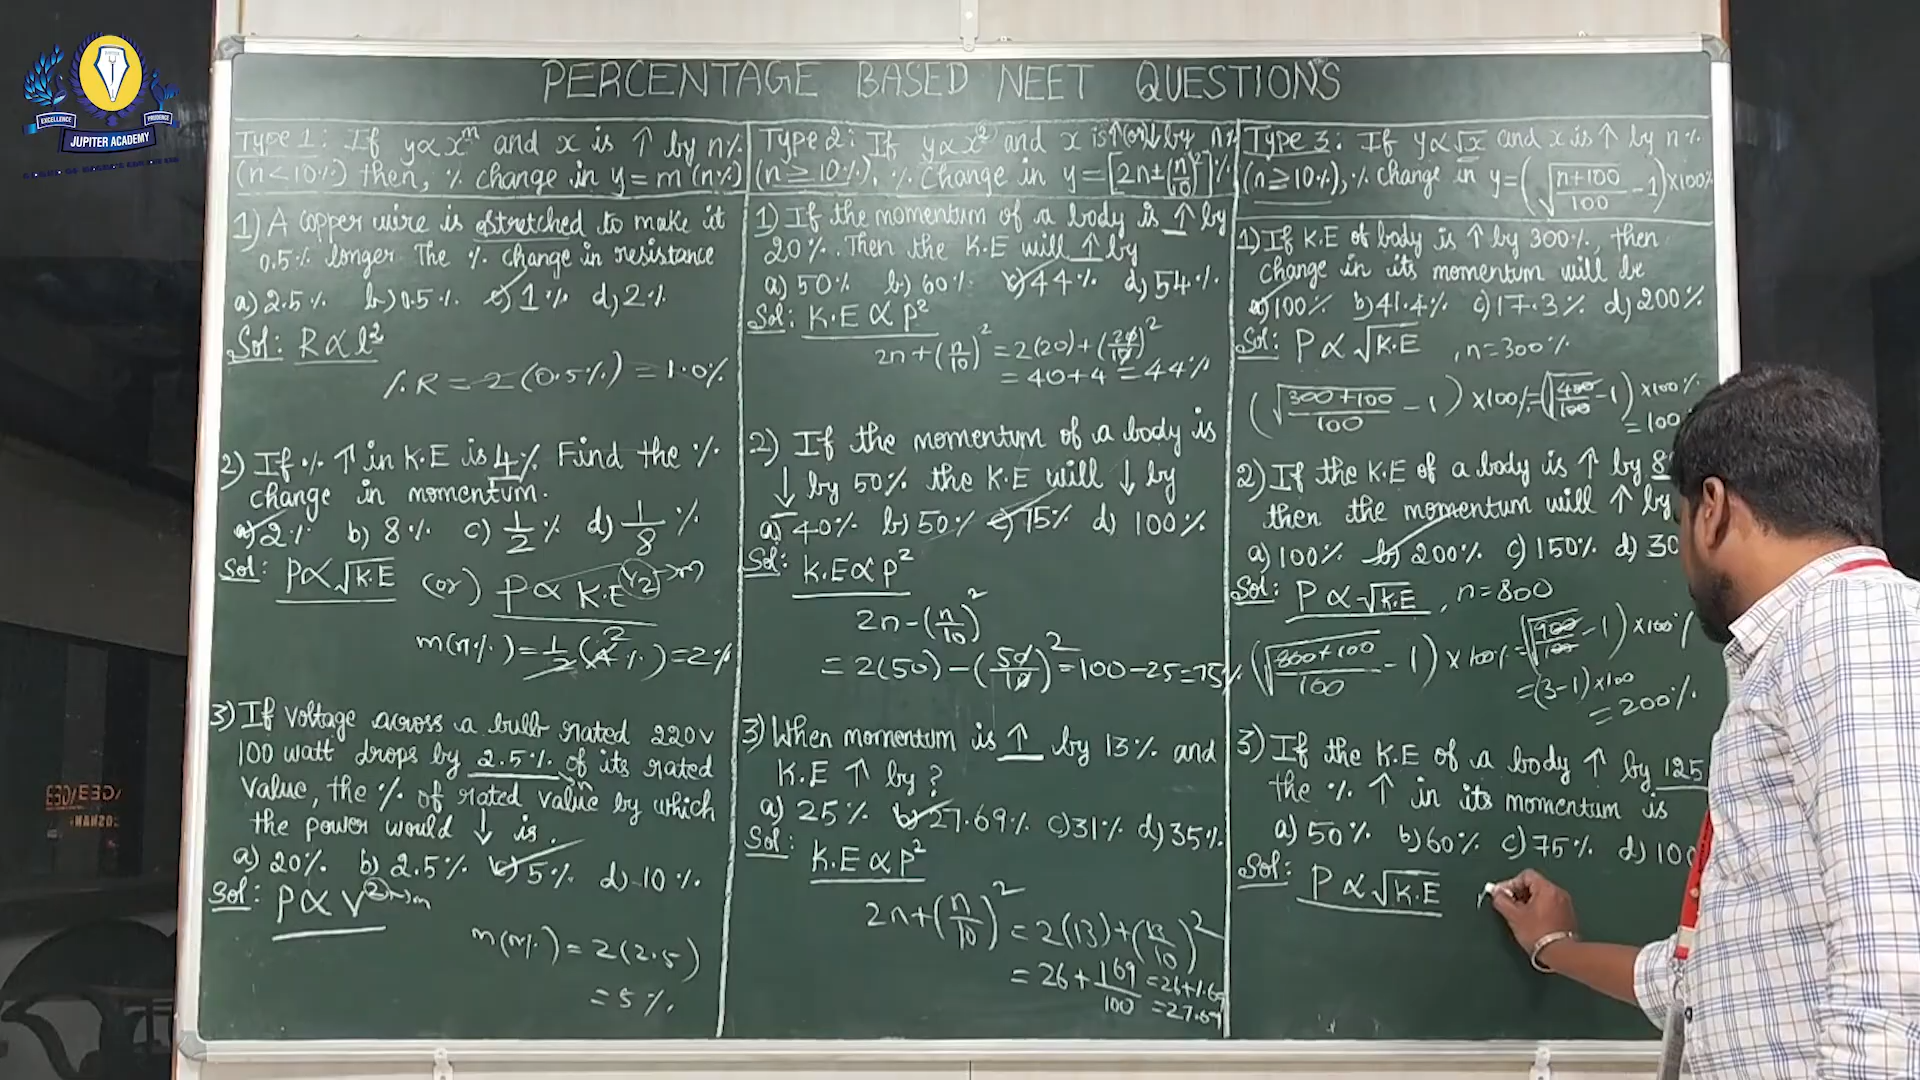 EXCELLENCE
PRUDENCE
JUPITER ACADEMY
PERCENTAGE BASED NEET QUESTIONS
Type 1: If y∝x^m and x is ↑ by n%
(n<10%) then, % change in y = m(n%)
1) A copper wire is stretched to make it
0.5% longer The % change in resistance
a) 2.5% b) 0.5% c) 1% d) 2%
Sol: R∝l²
%R = 2(0.5%) = 1.0%
2) If % ↑ in K.E is 4% Find the %
change in momentum.
a) 2% b) 8% c) 1/2 % d) 1/8 %
Sol: P∝√K.E (or) P∝K.E^(1/2) → m
m(n%) = 1/2 (4%) = 2%
2
3) If voltage across a bulb rated 220V
100 watt drops by 2.5% of its rated
value, the % of rated value by which
the power would ↓ is.
a) 20% b) 2.5% c) 5% d) 10%
Sol: P∝V² → m
m(n%) = 2(2.5)
= 5%
Type 2: If y∝x² and x is ↑(or)↓ by n%
(n≥10%), % change in y = [2n±(n/10)²]%
1) If the momentum of a body is ↑ by
20%. Then the K.E will ↑ by
a) 50% b) 60% c) 44% d) 54%
Sol: K.E∝P²
2n+(n/10)² = 2(20)+(20/10)²
= 40+4 = 44%
2) If the momentum of a body is
↓ by 50% the K.E will ↓ by
a) 40% b) 50% c) 75% d) 100%
Sol: K.E∝P²
2n-(n/10)²
= 2(50)-(50/10)² = 100-25 = 75%
3) When momentum is ↑ by 13% and
K.E ↑ by?
a) 25% b) 27.69% c) 31% d) 35%
Sol: K.E∝P²
2n+(n/10)² = 2(13)+(13/10)²
= 26+169/100 = 26+1.69
= 27.69
Type 3: If y∝√x and x is ↑ by n%
(n≥10%), % change in y = (√((n+100)/100) - 1)×100%
1) If K.E of body is ↑ by 300%, then
change in its momentum will be
a) 100% b) 41.4% c) 17.3% d) 200%
Sol: P∝√K.E , n=300%
(√((300+100)/100) - 1)×100% = (√(400/100) - 1)×100%
= 100
2) If the K.E of a body is ↑ by 8
then the momentum will ↑ by
a) 100% b) 200% c) 150% d) 30
Sol: P∝√K.E , n=800
(√((800+100)/100) - 1)×100% = (√(900/100) - 1)×100%
= (3-1)×100
= 200%
3) If the K.E of a body ↑ by 125
the % ↑ in its momentum is
a) 50% b) 60% c) 75% d) 100
Sol: P∝√K.E